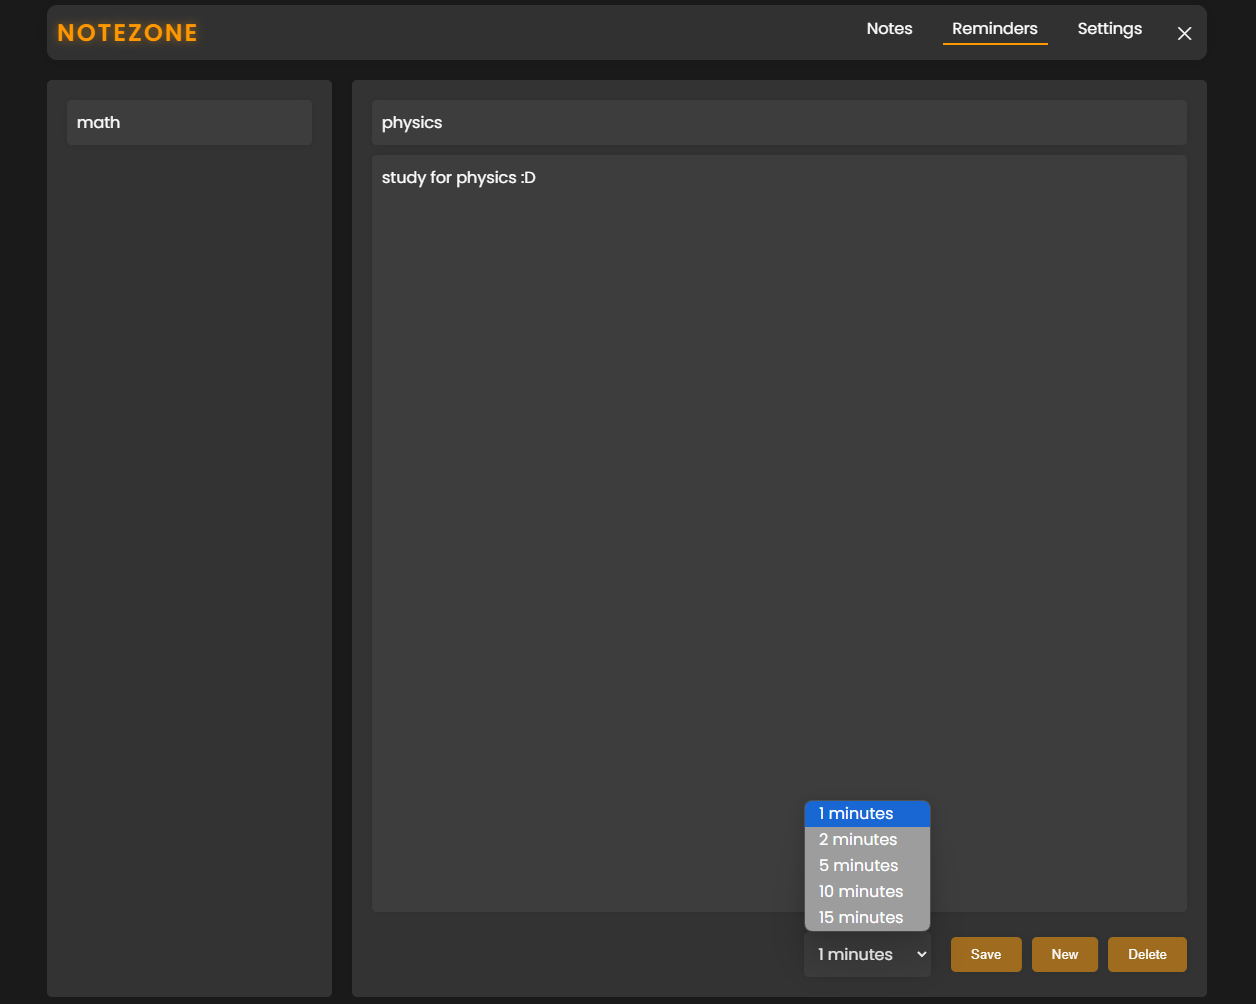 NOTEZONE
Notes
Reminders
Settings
math
physics
study for physics :D
1 minutes
2 minutes
5 minutes
10 minutes
15 minutes
1 minutes
Save
New
Delete